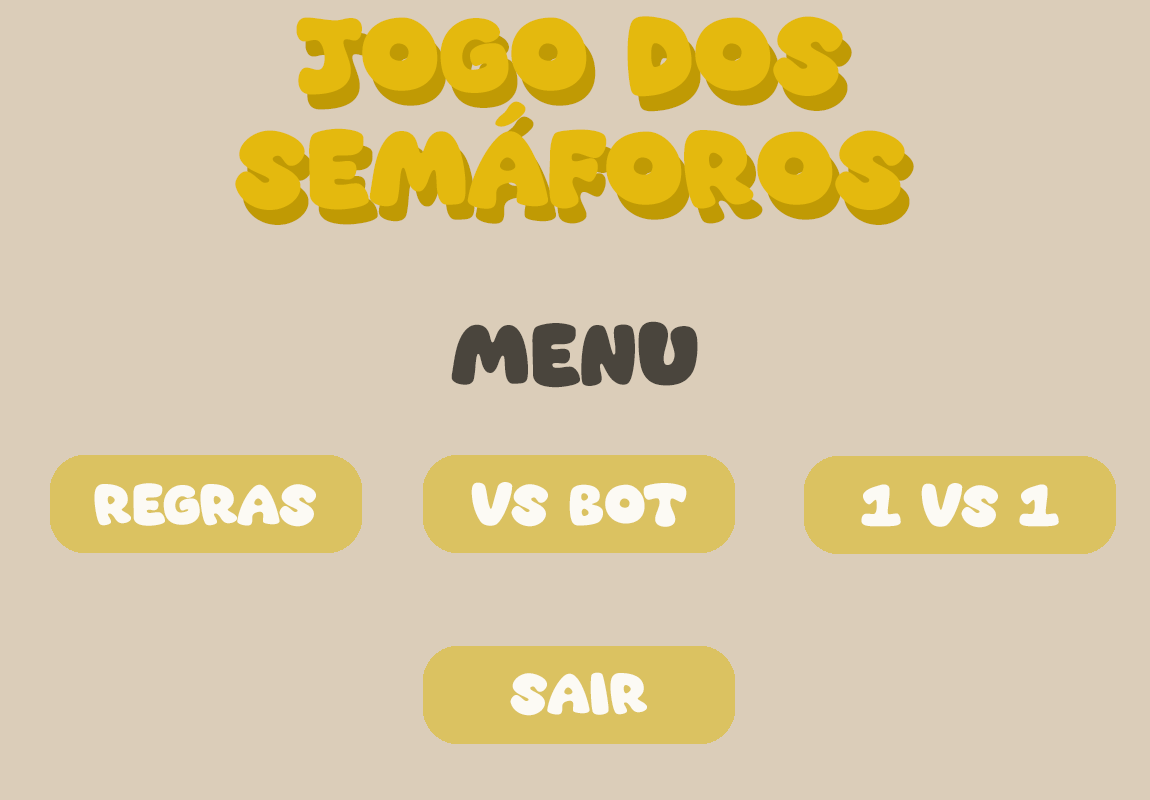 JOGO DOS
SEMÁFOROS
MENU
REGRAS
VS BOT
1 VS 1
SAIR